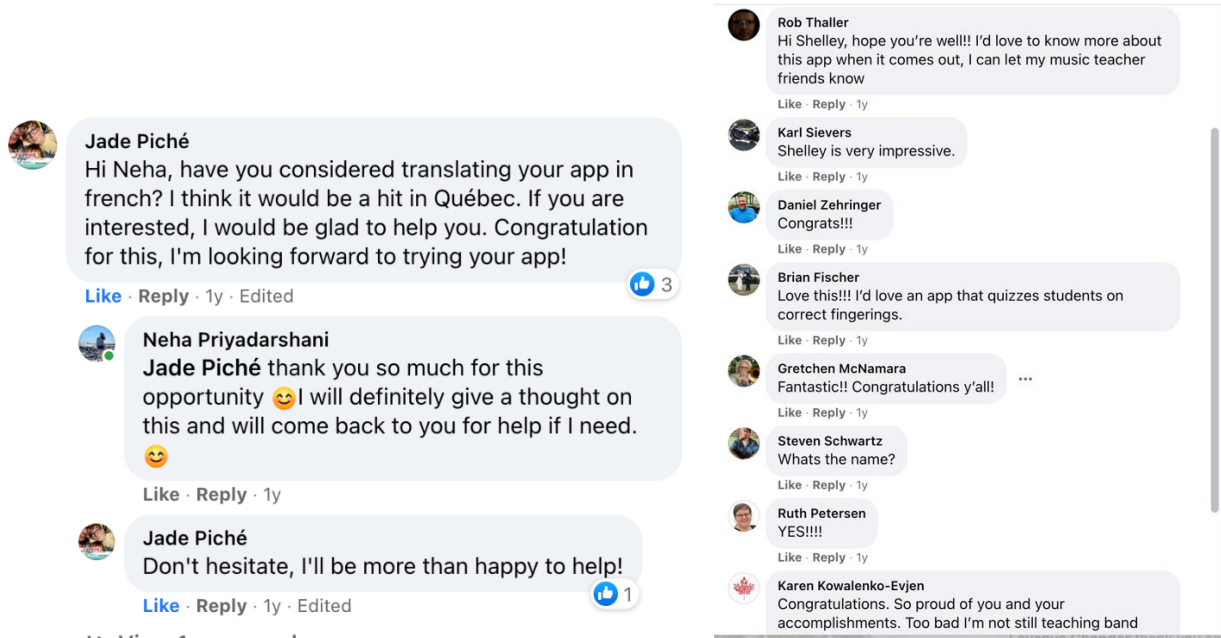 Jade Piché
Hi Neha, have you considered translating your app in
french? I think it would be a hit in Québec. If you are
interested, I would be glad to help you. Congratulation
for this, I'm looking forward to trying your app!
Like · Reply · 1y · Edited
3
Neha Priyadarshani
Jade Piché thank you so much for this
opportunity 😊I will definitely give a thought on
this and will come back to you for help if I need.
😊
Like · Reply · 1y
Jade Piché
Don't hesitate, I'll be more than happy to help!
1
Like · Reply · 1y · Edited
Rob Thaller
Hi Shelley, hope you're well!! I'd love to know more about
this app when it comes out, I can let my music teacher
friends know
Like · Reply · 1y
Karl Sievers
Shelley is very impressive.
Like · Reply · 1y
Daniel Zehringer
Congrats!!!
Like · Reply · 1y
Brian Fischer
Love this!!! I'd love an app that quizzes students on
correct fingerings.
Like · Reply · 1y
Gretchen McNamara
Fantastic!! Congratulations y'all!
Like · Reply · 1y
Steven Schwartz
Whats the name?
Like · Reply · 1y
Ruth Petersen
YES!!!!
Like · Reply · 1y
Karen Kowalenko-Evjen
Congratulations. So proud of you and your
accomplishments. Too bad I'm not still teaching band